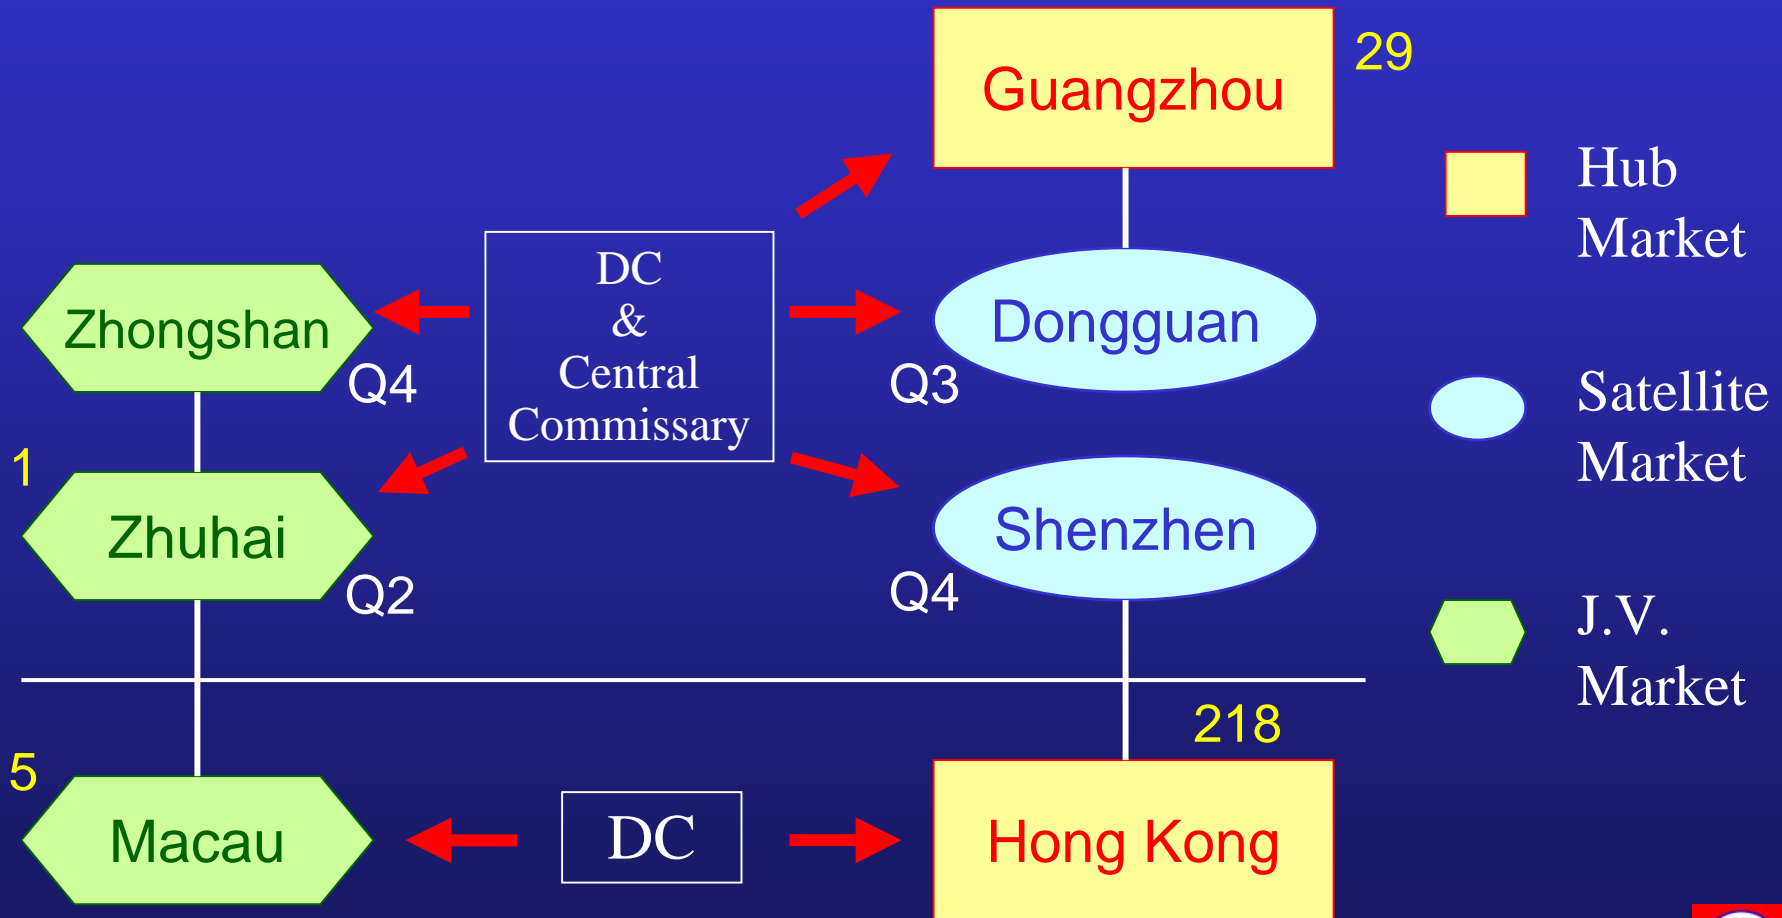 Guangzhou
29
Hub
Market
DC
&
Central
Commissary
Zhongshan
Q4
Dongguan
Q3
Satellite
Market
1
Zhuhai
Q2
Shenzhen
Q4
J.V.
Market
218
5
Macau
DC
Hong Kong